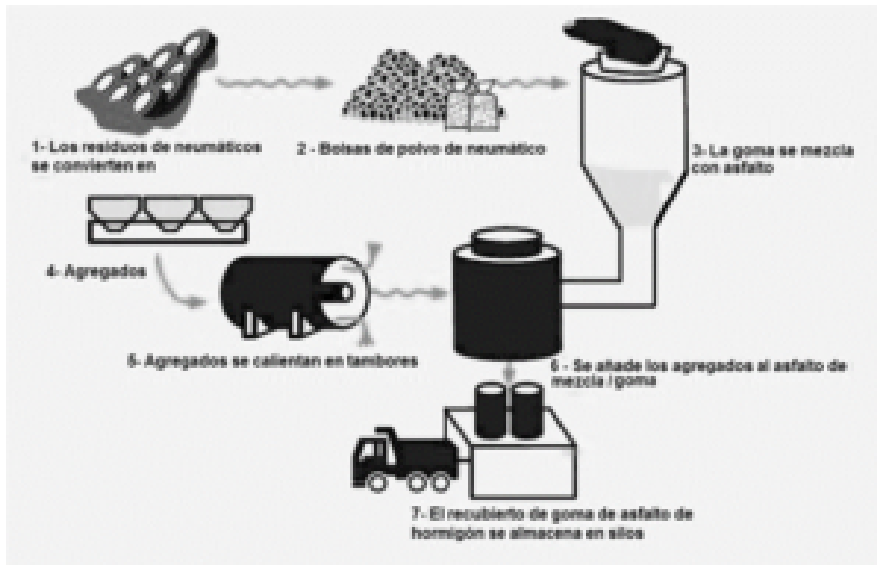 1- Los residuos de neumáticos
se convierten en
2 - Bolsas de polvo de neumático
3- La goma se mezcla
con asfalto
4- Agregados
5- Agregados se calientan en tambores
6 - Se añade los agregados al asfalto de
mezcla / goma
7- El recubierto de goma de asfalto de
hormigón se almacena en silos